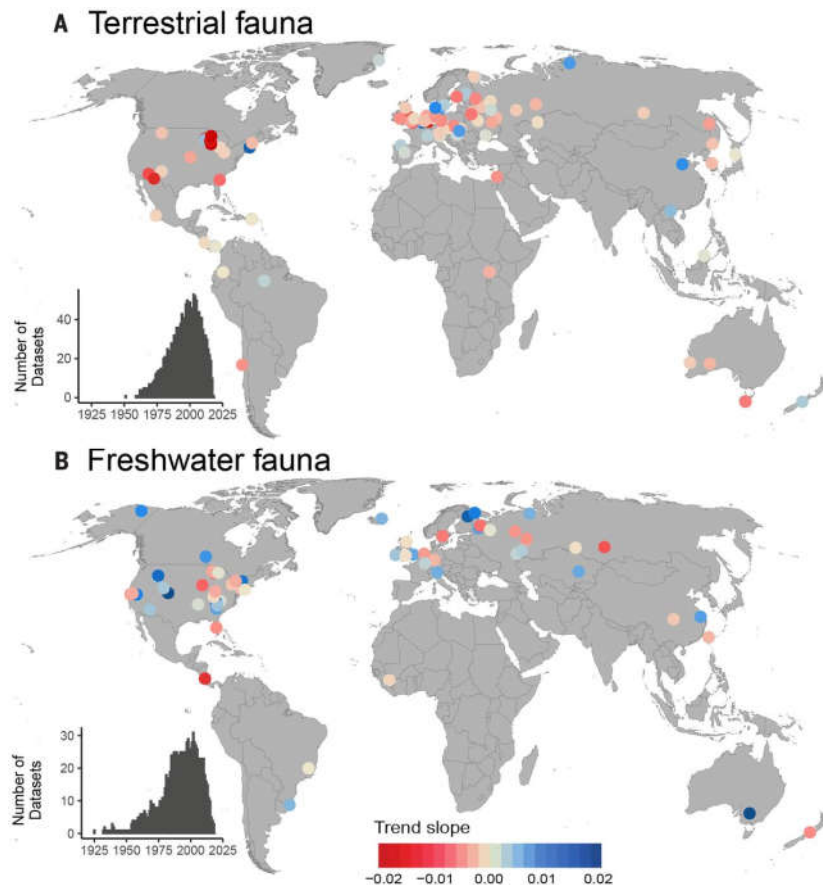 A Terrestrial fauna
Number of
Datasets
40
20
0
1925 1950 1975 2000 2025
B Freshwater fauna
Number of
Datasets
30
20
10
0
1925 1950 1975 2000 2025
Trend slope
−0.02 −0.01 0.00 0.01 0.02